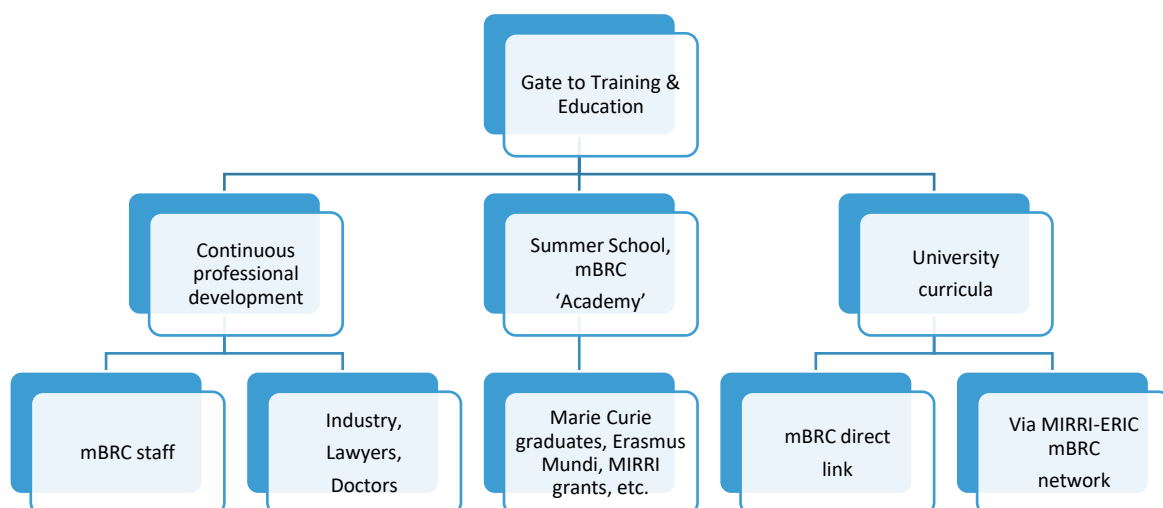 Gate to Training &
Education
Continuous
professional
development
Summer School,
mBRC
‘Academy’
University
curricula
mBRC staff
Industry,
Lawyers,
Doctors
Marie Curie
graduates, Erasmus
Mundi, MIRRI
grants, etc.
mBRC direct
link
Via MIRRI-ERIC
mBRC
network